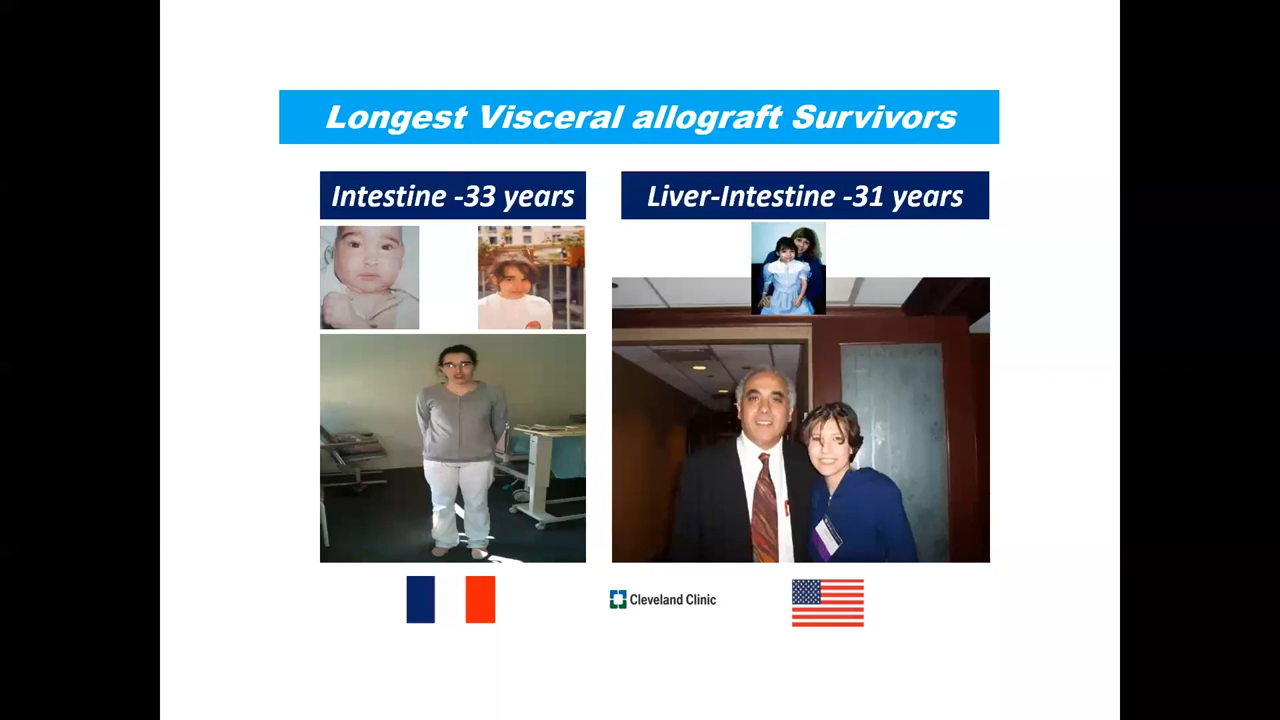 Longest Visceral allograft Survivors
Intestine -33 years
Liver-Intestine -31 years
Cleveland Clinic